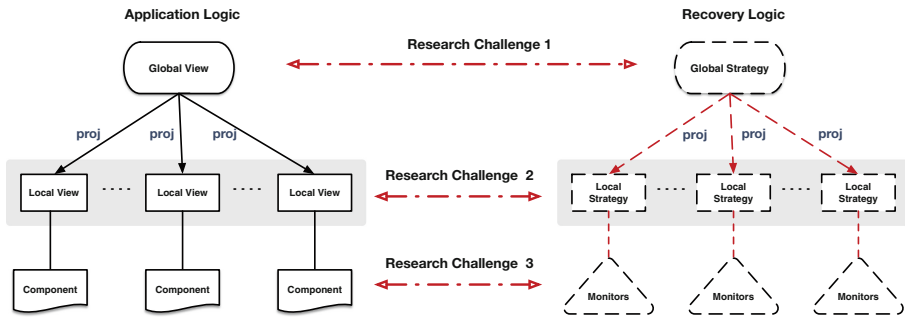 Application Logic
Recovery Logic
Research Challenge 1
Global View
Global Strategy
proj
proj
proj
proj
proj
proj
Research Challenge 2
Local View
.....
Local View
.....
Local View
Local
Strategy
.....
Local
Strategy
.....
Local
Strategy
Research Challenge 3
Component
Component
Component
Monitors
Monitors
Monitors